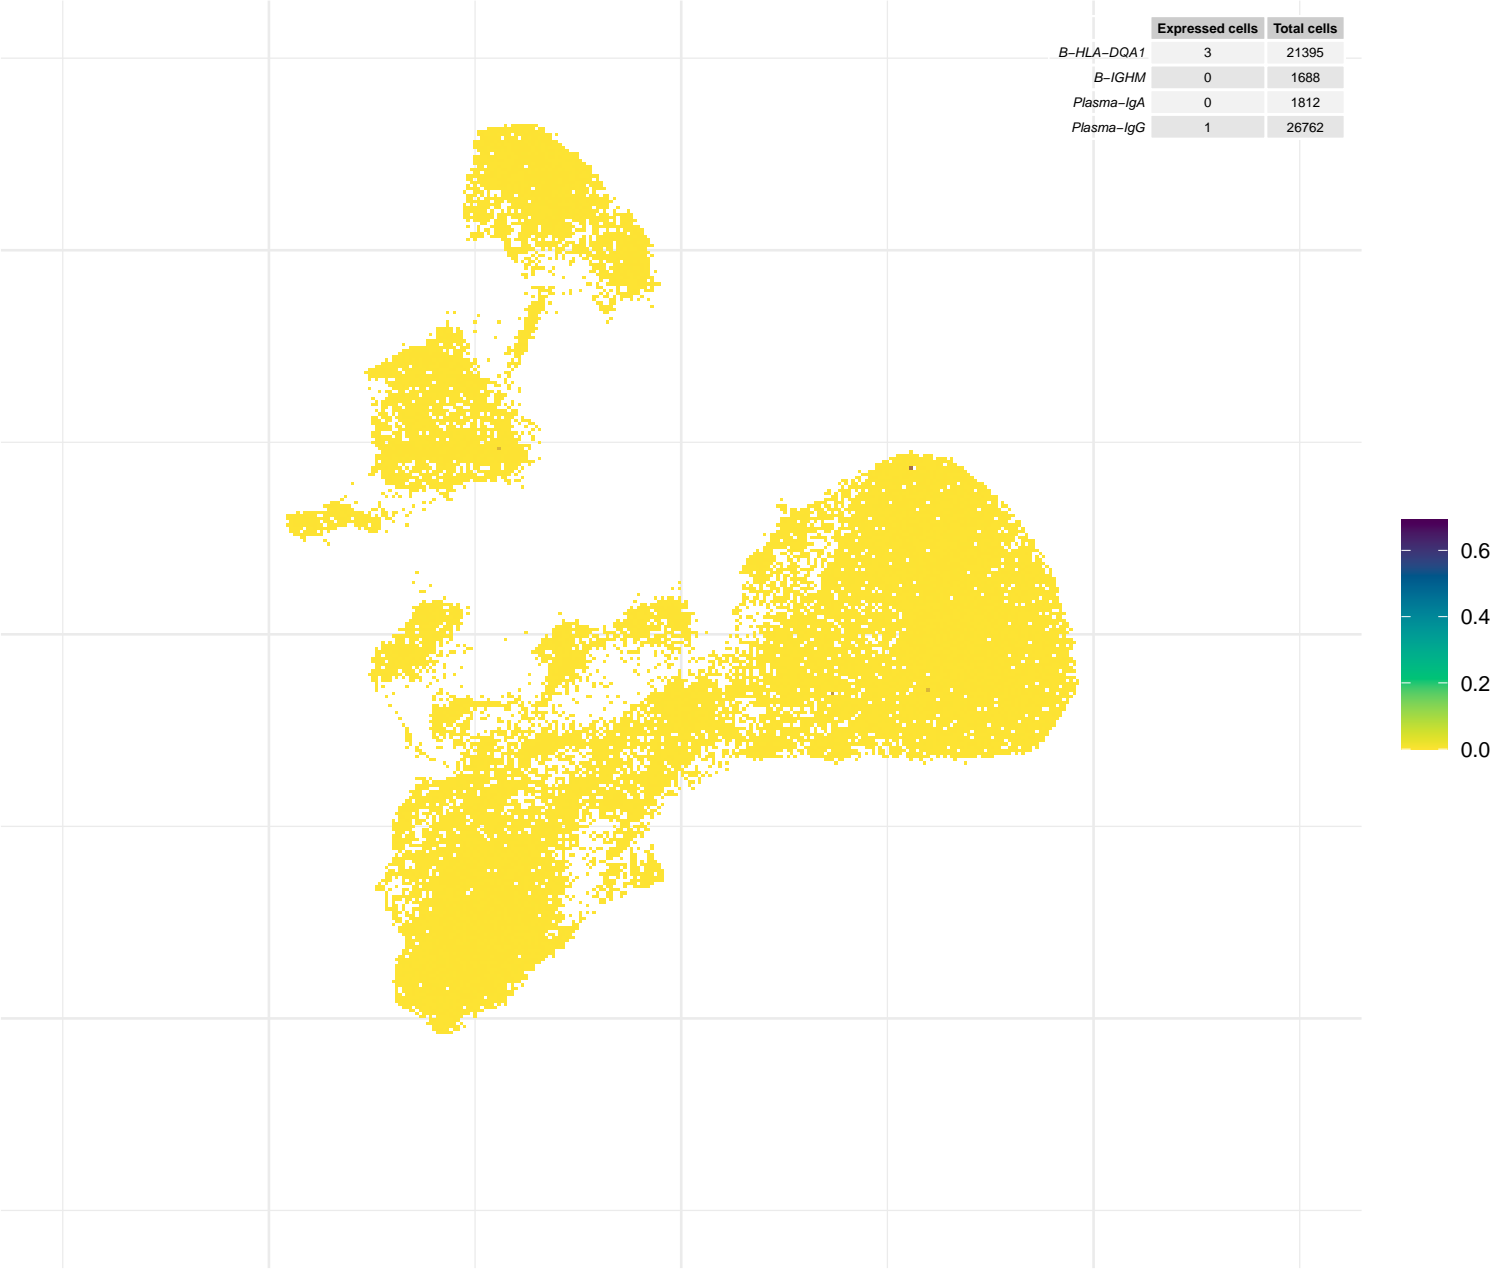 Expressed cells Total cells
B−HLA−DQA1 3 21395
B−IGHM 0 1688
Plasma−IgA 0 1812
Plasma−IgG 1 26762
0.6
0.4
0.2
0.0